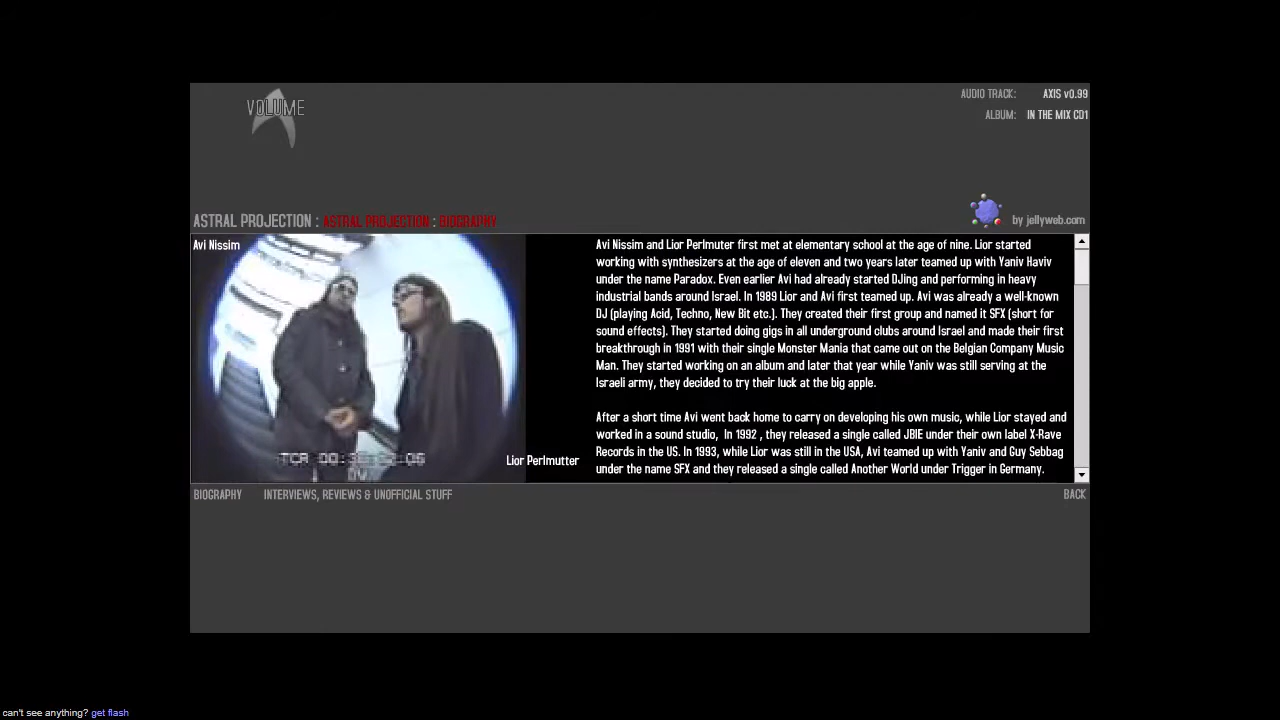 VOLUME
AUDIO TRACK: AXIS v0.99
ALBUM: IN THE MIX CD1
ASTRAL PROJECTION : ASTRAL PROJECTION : BIOGRAPHY
by jellyweb.com
Avi Nissim
Avi Nissim and Lior Perlmuter first met at elementary school at the age of nine. Lior started
working with synthesizers at the age of eleven and two years later teamed up with Yaniv Haviv
under the name Paradox. Even earlier Avi had already started DJing and performing in heavy
industrial bands around Israel. In 1989 Lior and Avi first teamed up. Avi was already a well-known
DJ (playing Acid, Techno, New Bit etc.). They created their first group and named it SFX (short for
sound effects). They started doing gigs in all underground clubs around Israel and made their first
breakthrough in 1991 with their single Monster Mania that came out on the Belgian Company Music
Man. They started working on an album and later that year while Yaniv was still serving at the
Israeli army, they decided to try their luck at the big apple.
After a short time Avi went back home to carry on developing his own music, while Lior stayed and
worked in a sound studio, In 1992 , they released a single called JBIE under their own label X-Rave
Records in the US. In 1993, while Lior was still in the USA, Avi teamed up with Yaniv and Guy Sebbag
under the name SFX and they released a single called Another World under Trigger in Germany.
TCR 00:
Lior Perlmutter
BIOGRAPHY
INTERVIEWS, REVIEWS & UNOFFICIAL STUFF
BACK
can't see anything? get flash